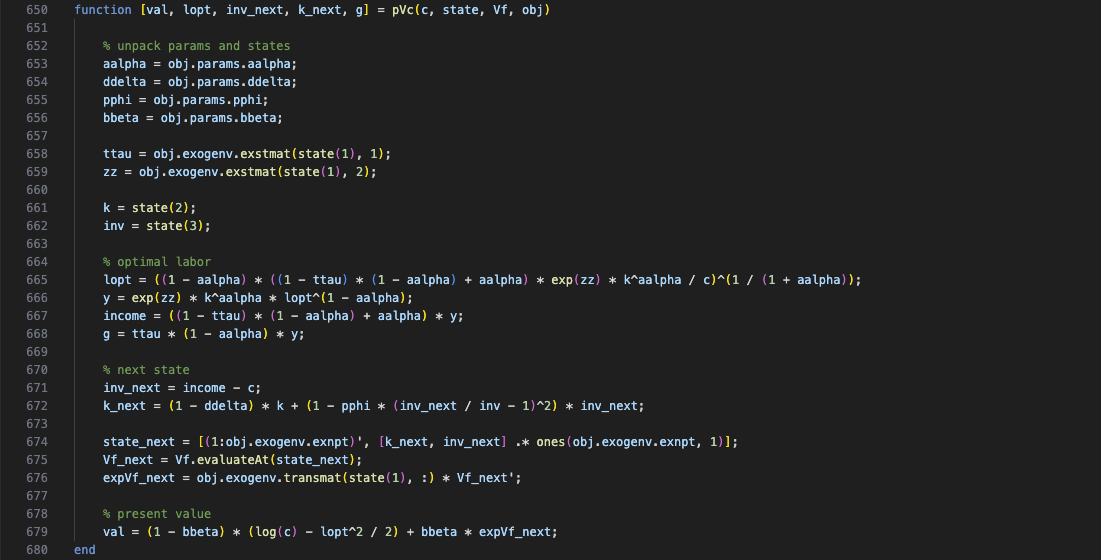 650 function [val, lopt, inv_next, k_next, g] = pVc(c, state, Vf, obj)
651
652 % unpack params and states
653 aalpha = obj.params.aalpha;
654 ddelta = obj.params.ddelta;
655 pphi = obj.params.pphi;
656 bbeta = obj.params.bbeta;
657
658 ttau = obj.exogenv.exstmat(state(1), 1);
659 zz = obj.exogenv.exstmat(state(1), 2);
660
661 k = state(2);
662 inv = state(3);
663
664 % optimal labor
665 lopt = ((1 - aalpha) * ((1 - ttau) * (1 - aalpha) + aalpha) * exp(zz) * k^aalpha / c)^(1 / (1 + aalpha));
666 y = exp(zz) * k^aalpha * lopt^(1 - aalpha);
667 income = ((1 - ttau) * (1 - aalpha) + aalpha) * y;
668 g = ttau * (1 - aalpha) * y;
669
670 % next state
671 inv_next = income - c;
672 k_next = (1 - ddelta) * k + (1 - pphi * (inv_next / inv - 1)^2) * inv_next;
673
674 state_next = [(1:obj.exogenv.exnpt)', [k_next, inv_next] .* ones(obj.exogenv.exnpt, 1)];
675 Vf_next = Vf.evaluateAt(state_next);
676 expVf_next = obj.exogenv.transmat(state(1), :) * Vf_next';
677
678 % present value
679 val = (1 - bbeta) * (log(c) - lopt^2 / 2) + bbeta * expVf_next;
680 end